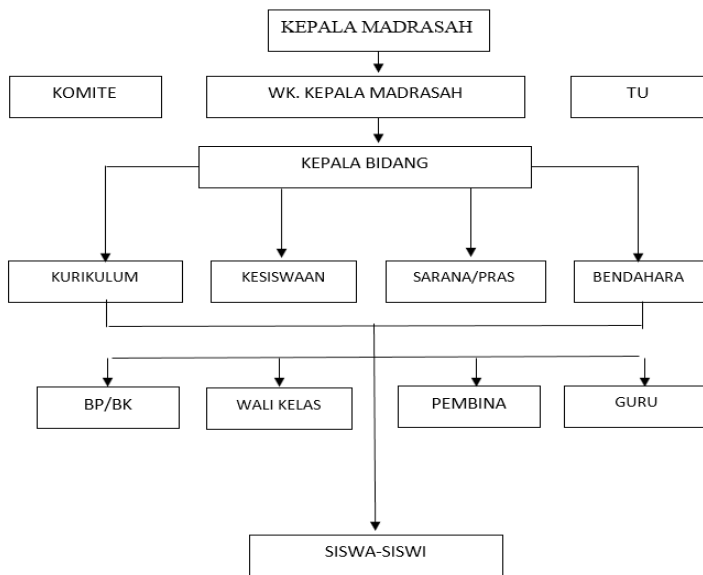 KEPALA MADRASAH
KOMITE
WK. KEPALA MADRASAH
TU
KEPALA BIDANG
KURIKULUM
KESISWAAN
SARANA/PRAS
BENDAHARA
BP/BK
WALI KELAS
PEMBINA
GURU
SISWA-SISWI